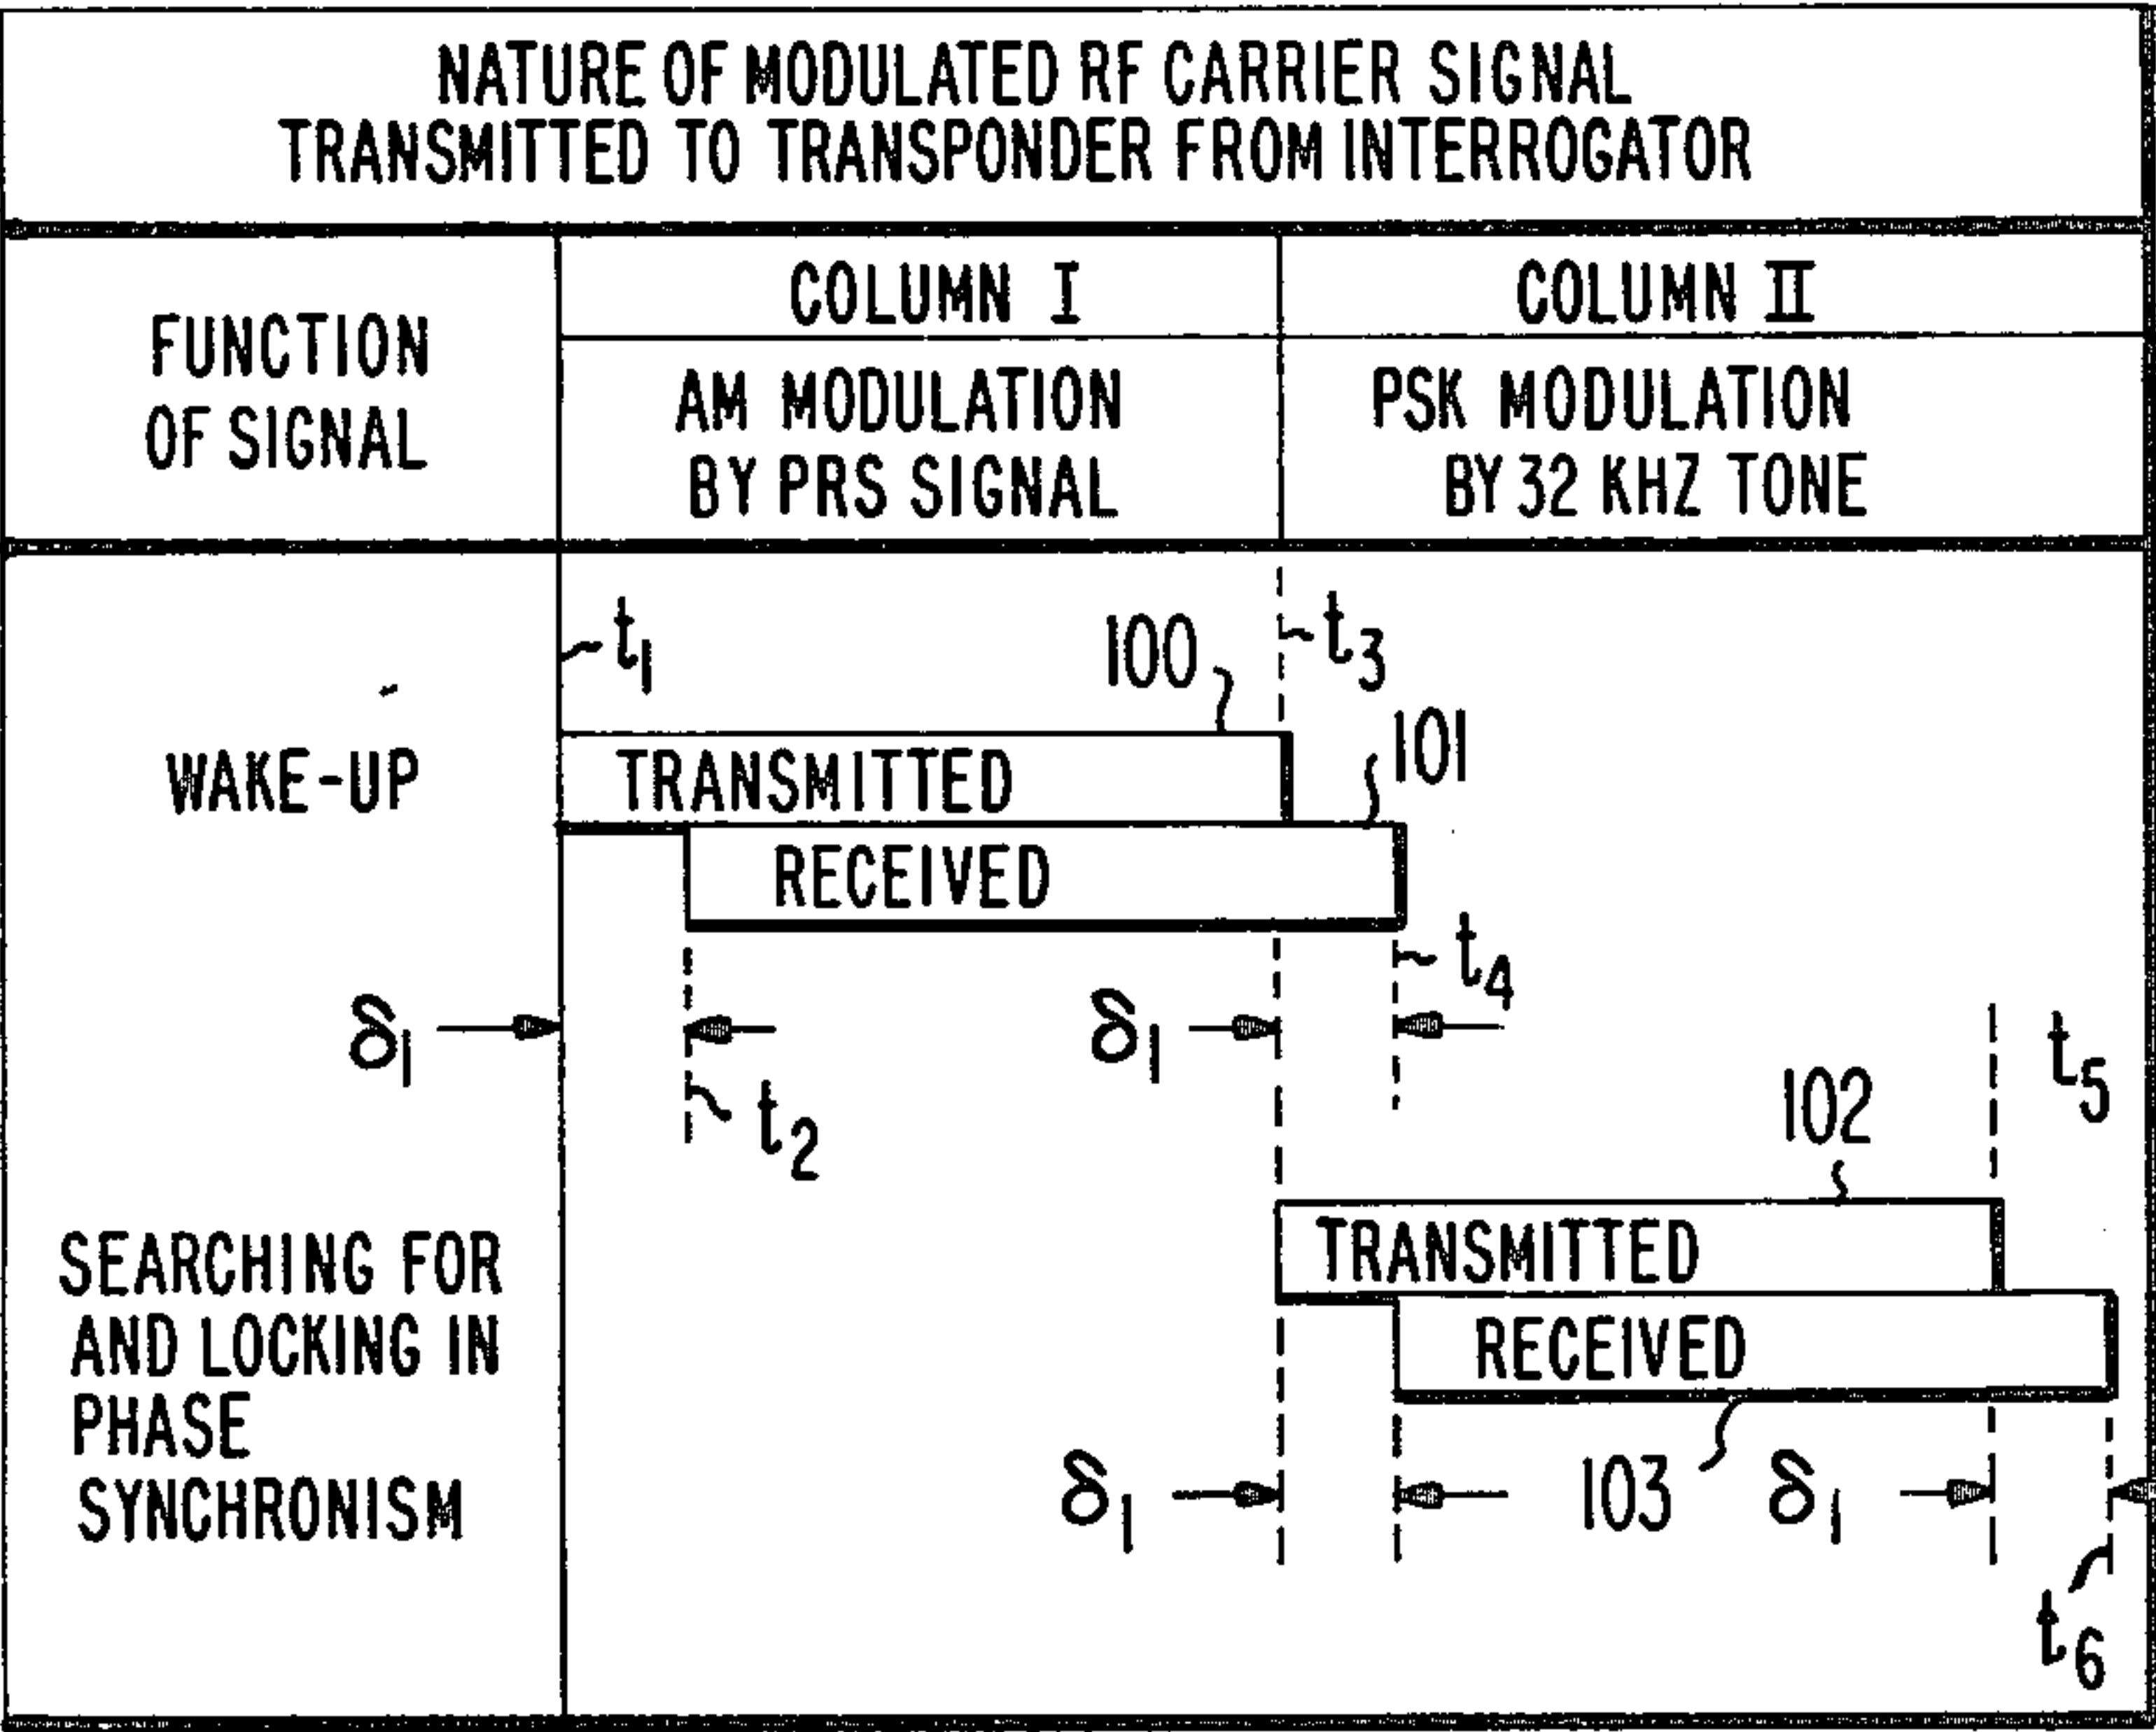 NATURE OF MODULATED RF CARRIER SIGNAL
TRANSMITTED TO TRANSPONDER FROM INTERROGATOR
FUNCTION
OF SIGNAL
COLUMN I
COLUMN II
AM MODULATION
BY PRS SIGNAL
PSK MODULATION
BY 32 KHZ TONE
t1
100
t3
101
WAKE-UP
TRANSMITTED
RECEIVED
t4
δ1
δ1
t2
t5
102
SEARCHING FOR
AND LOCKING IN
PHASE
SYNCHRONISM
TRANSMITTED
RECEIVED
δ1
103
δ1
t6